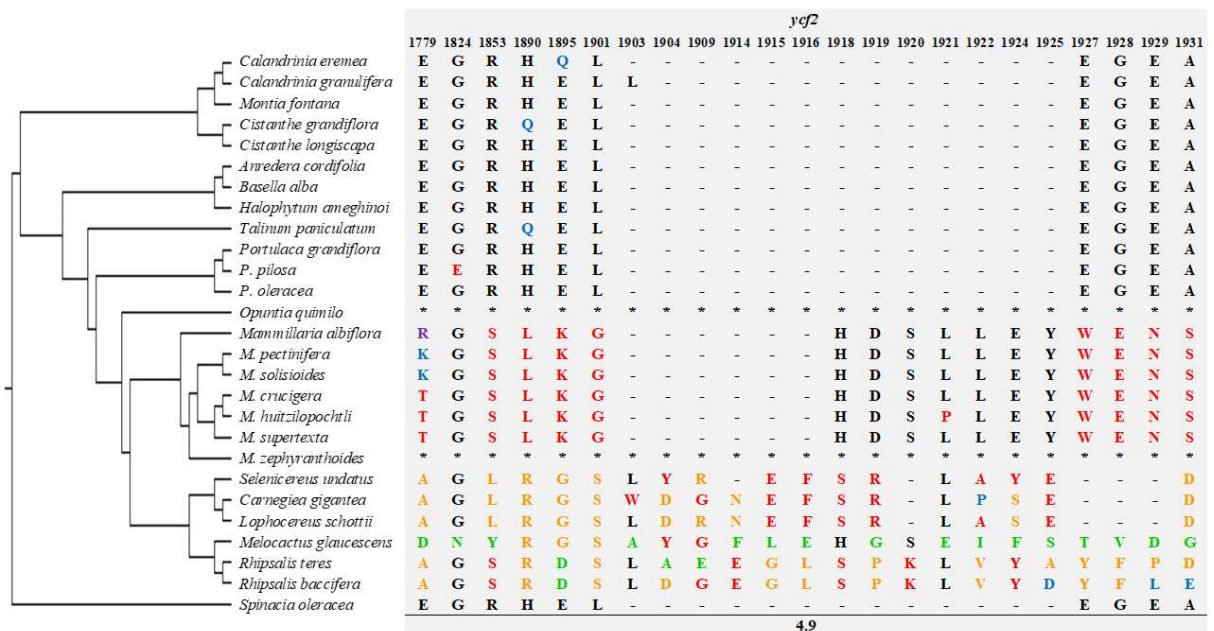 ycf2
1779 1824 1853 1890 1895 1901 1903 1904 1909 1914 1915 1916 1918 1919 1920 1921 1922 1924 1925 1927 1928 1929 1931
Calandrinia eremea E G R H Q L - - - - - - - - - - - - - E G E A
Calandrinia granulifera E G R H E L L - - - - - - - - - - - - E G E A
Montia fontana E G R H E L - - - - - - - - - - - - - E G E A
Cistanthe grandiflora E G R Q E L - - - - - - - - - - - - - E G E A
Cistanthe longiscapa E G R H E L - - - - - - - - - - - - - E G E A
Anredera cordifolia E G R H E L - - - - - - - - - - - - - E G E A
Basella alba E G R H E L - - - - - - - - - - - - - E G E A
Halophytum ameghinoi E G R H E L - - - - - - - - - - - - - E G E A
Talinum paniculatum E G R Q E L - - - - - - - - - - - - - E G E A
Portulaca grandiflora E G R H E L - - - - - - - - - - - - - E G E A
P. pilosa E E R H E L - - - - - - - - - - - - - E G E A
P. oleracea E G R H E L - - - - - - - - - - - - - E G E A
Opuntia quimilo * * * * * * * * * * * * * * * * * * * * * * *
Mammillaria albiflora R G S L K G - - - - - - H D S L L E Y W E N S
M. pectinifera K G S L K G - - - - - - H D S L L E Y W E N S
M. solisioides K G S L K G - - - - - - H D S L L E Y W E N S
M. crucigera T G S L K G - - - - - - H D S L L E Y W E N S
M. huitzilopochtli T G S L K G - - - - - - H D S P L E Y W E N S
M. supertexta T G S L K G - - - - - - H D S L L E Y W E N S
M. zephyranthoides * * * * * * * * * * * * * * * * * * * * * * *
Selenicereus undatus A G L R G S L Y R - E F S R - L A Y E - - - D
Carnegiea gigantea A G L R G S W D G N E F S R - L P S E - - - D
Lophocereus schottii A G L R G S L D R N E F S R - L A S E - - - D
Melocactus glaucescens D N Y R G S A Y G F L E H G S E I F S T V D G
Rhipsalis teres A G S R D S L A E E G L S P K L V Y A Y F P D
Rhipsalis baccifera A G S R D S L D G E G L S P K L V Y D Y F L E
Spinacia oleracea E G R H E L - - - - - - - - - - - - - E G E A
4.9